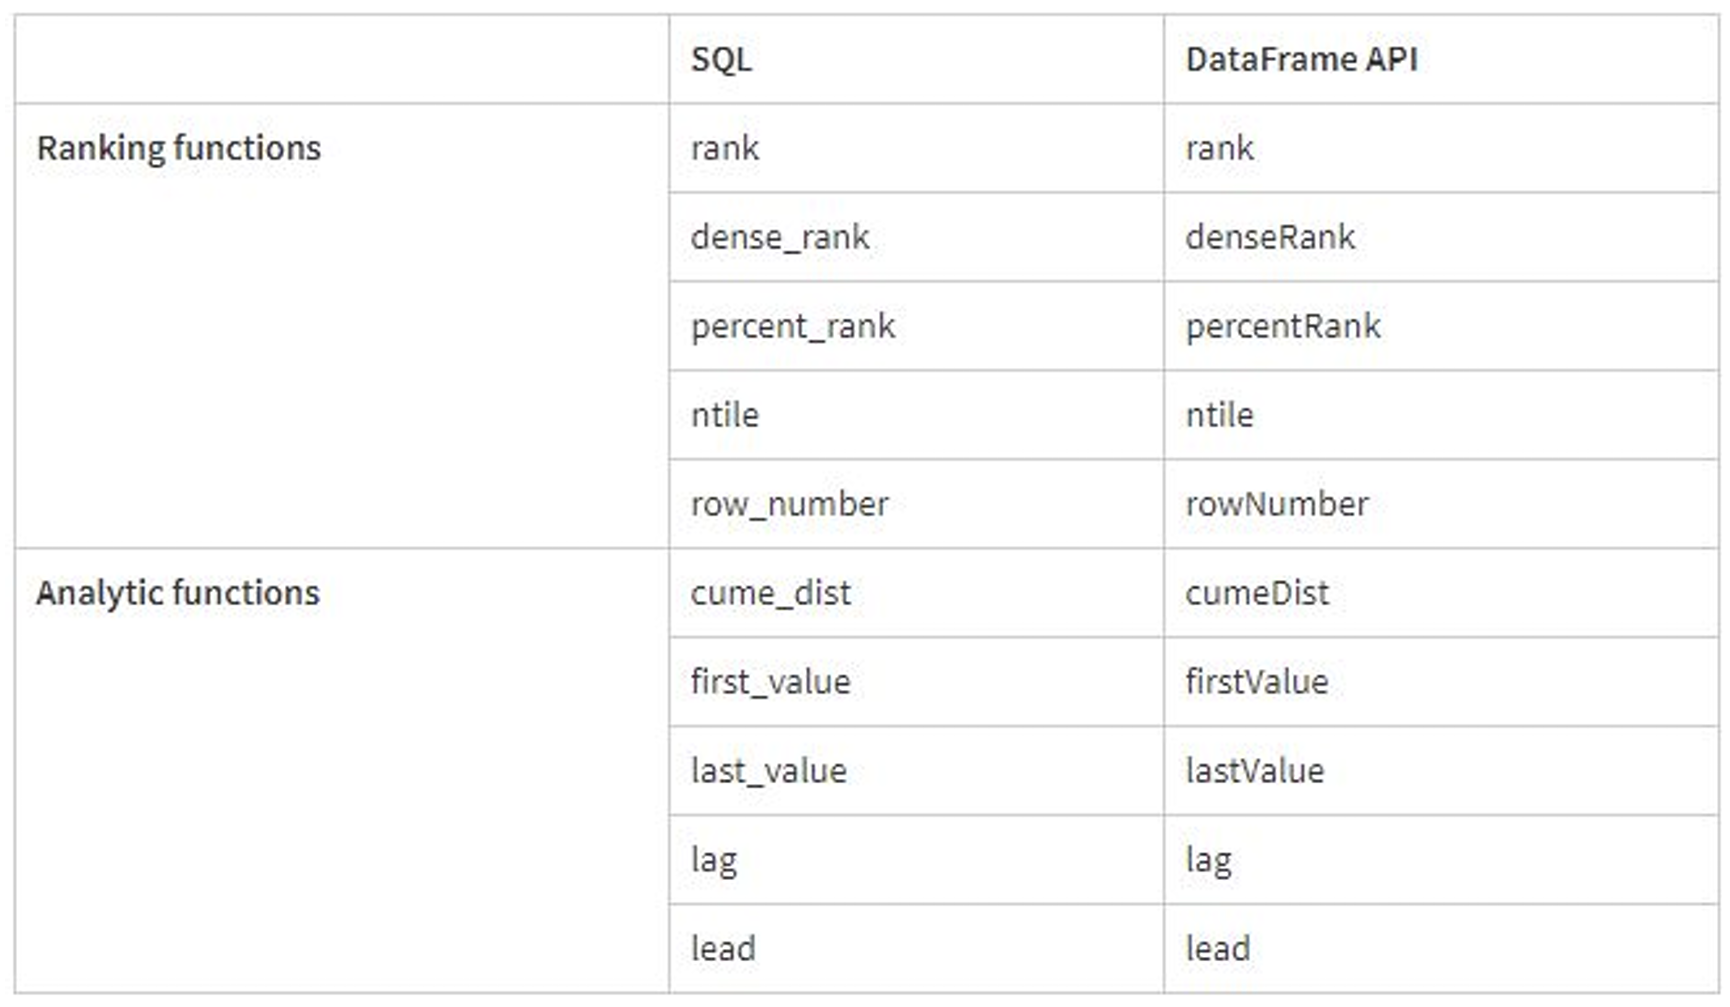 SQL DataFrame API
Ranking functions rank rank
dense_rank denseRank
percent_rank percentRank
ntile ntile
row_number rowNumber
Analytic functions cume_dist cumeDist
first_value firstValue
last_value lastValue
lag lag
lead lead